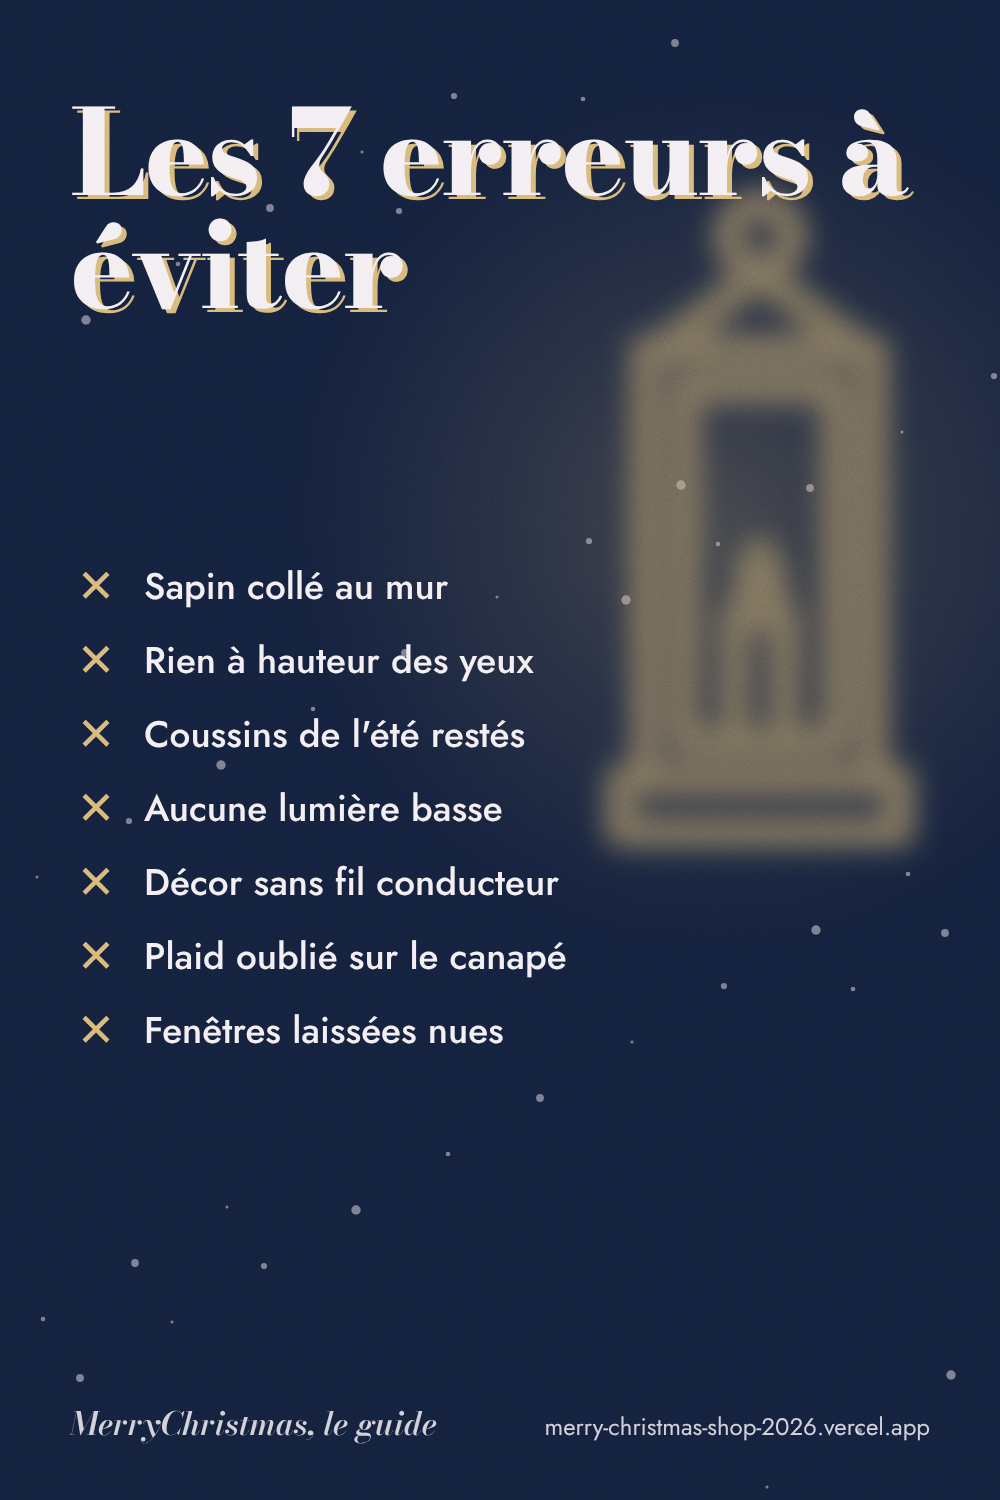 Les 7 erreurs à
éviter
✕ Sapin collé au mur
✕ Rien à hauteur des yeux
✕ Coussins de l'été restés
✕ Aucune lumière basse
✕ Décor sans fil conducteur
✕ Plaid oublié sur le canapé
✕ Fenêtres laissées nues
MerryChristmas, le guide
merry-christmas-shop-2026.vercel.app